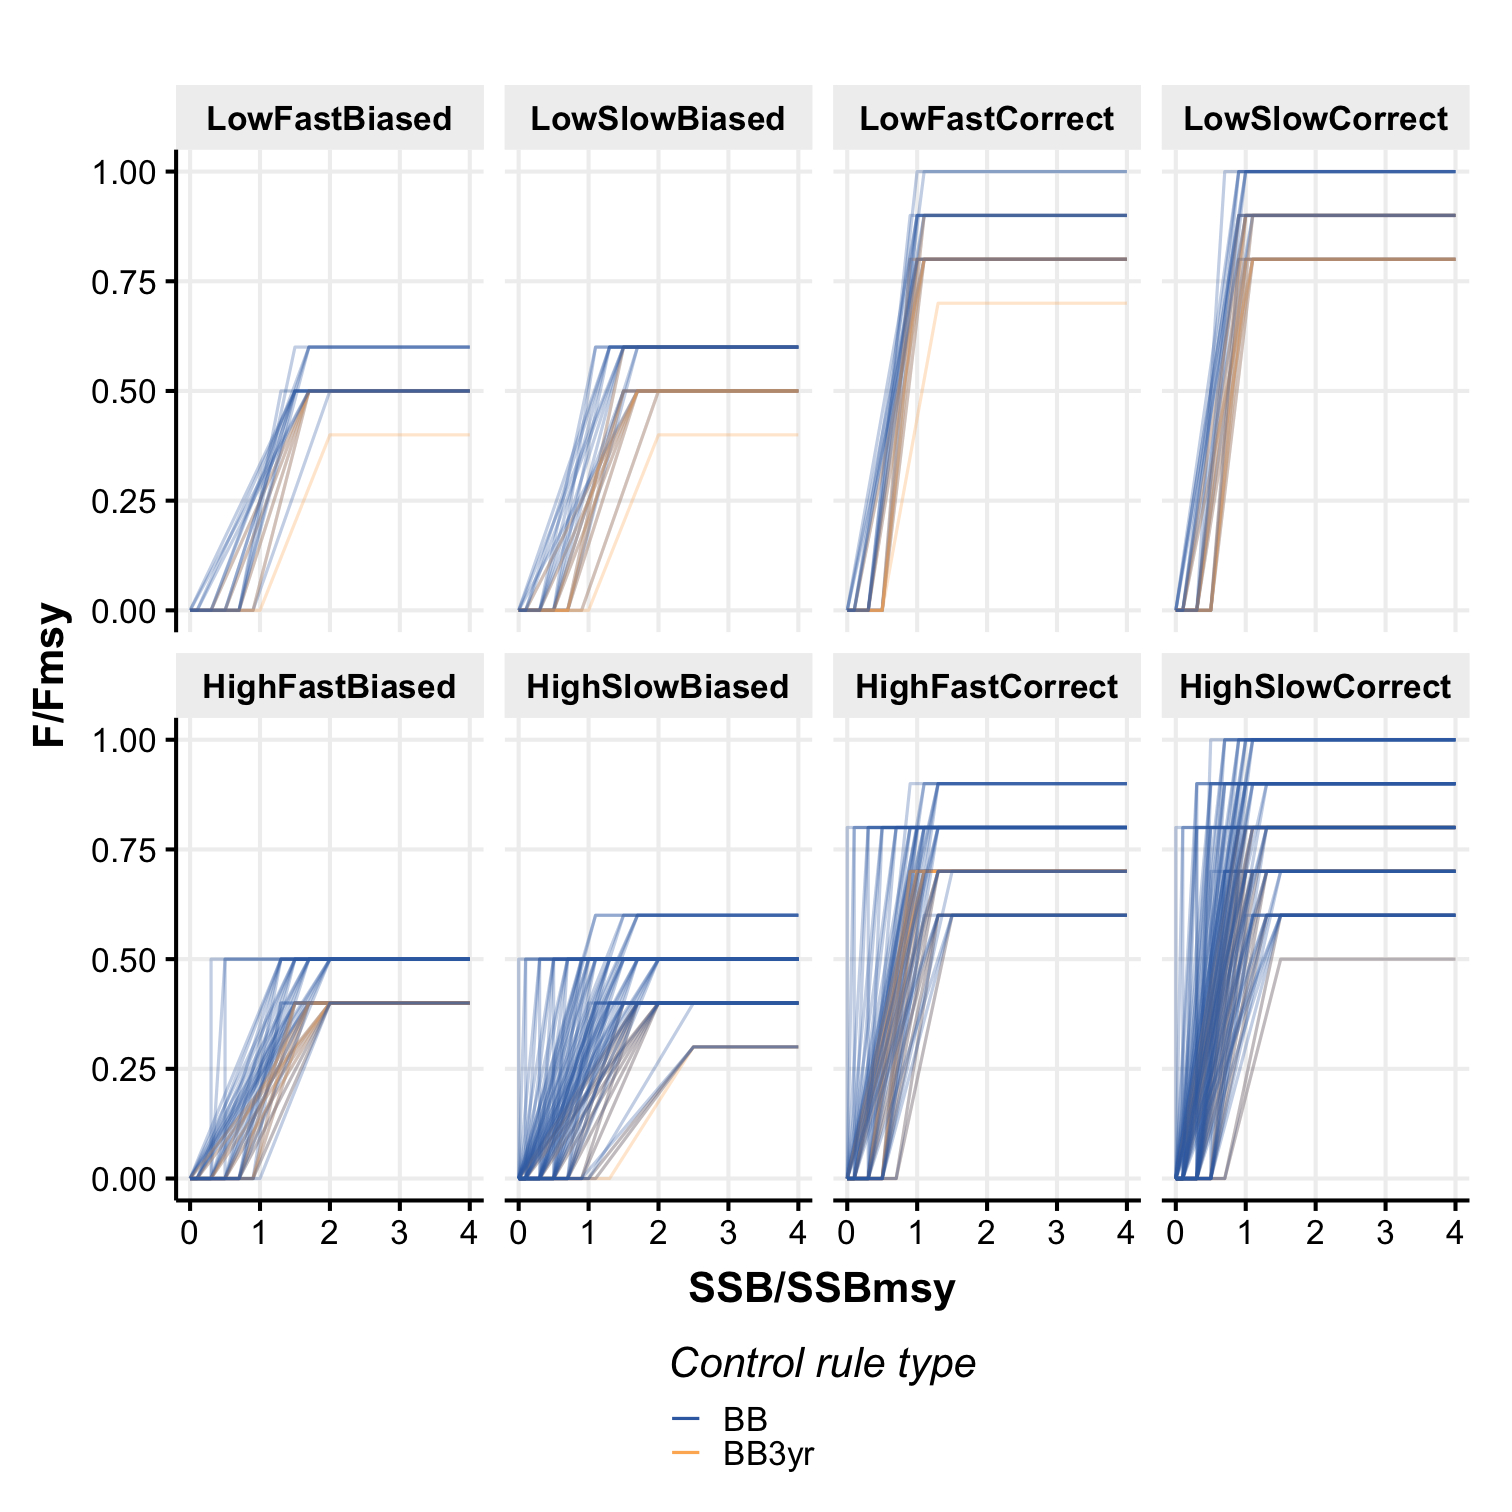 LowFastBiased LowSlowBiased LowFastCorrect LowSlowCorrect
1.00
0.75
0.50
0.25
0.00
F/Fmsy
HighFastBiased HighSlowBiased HighFastCorrect HighSlowCorrect
1.00
0.75
0.50
0.25
0.00
0 1 2 3 4 0 1 2 3 4 0 1 2 3 4 0 1 2 3 4
SSB/SSBmsy
Control rule type
BB
BB3yr